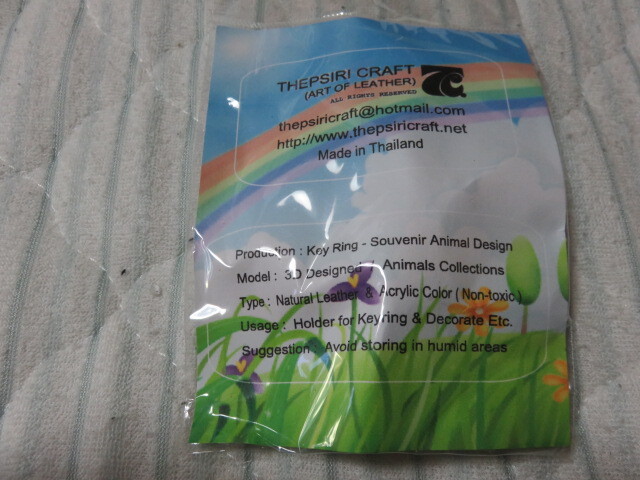 THEPSIRI CRAFT
(ART OF LEATHER)
ALL RIGHTS RESERVED
thepsiricraft@hotmail.com
http://www.thepsiricraft.net
Made in Thailand
Production : Key Ring - Souvenir Animal Design
Model : 3D Designed / Animals Collections
Type : Natural Leather & Acrylic Color ( Non-toxic )
Usage : Holder for Keyring & Decorate Etc.
Suggestion : Avoid storing in humid areas